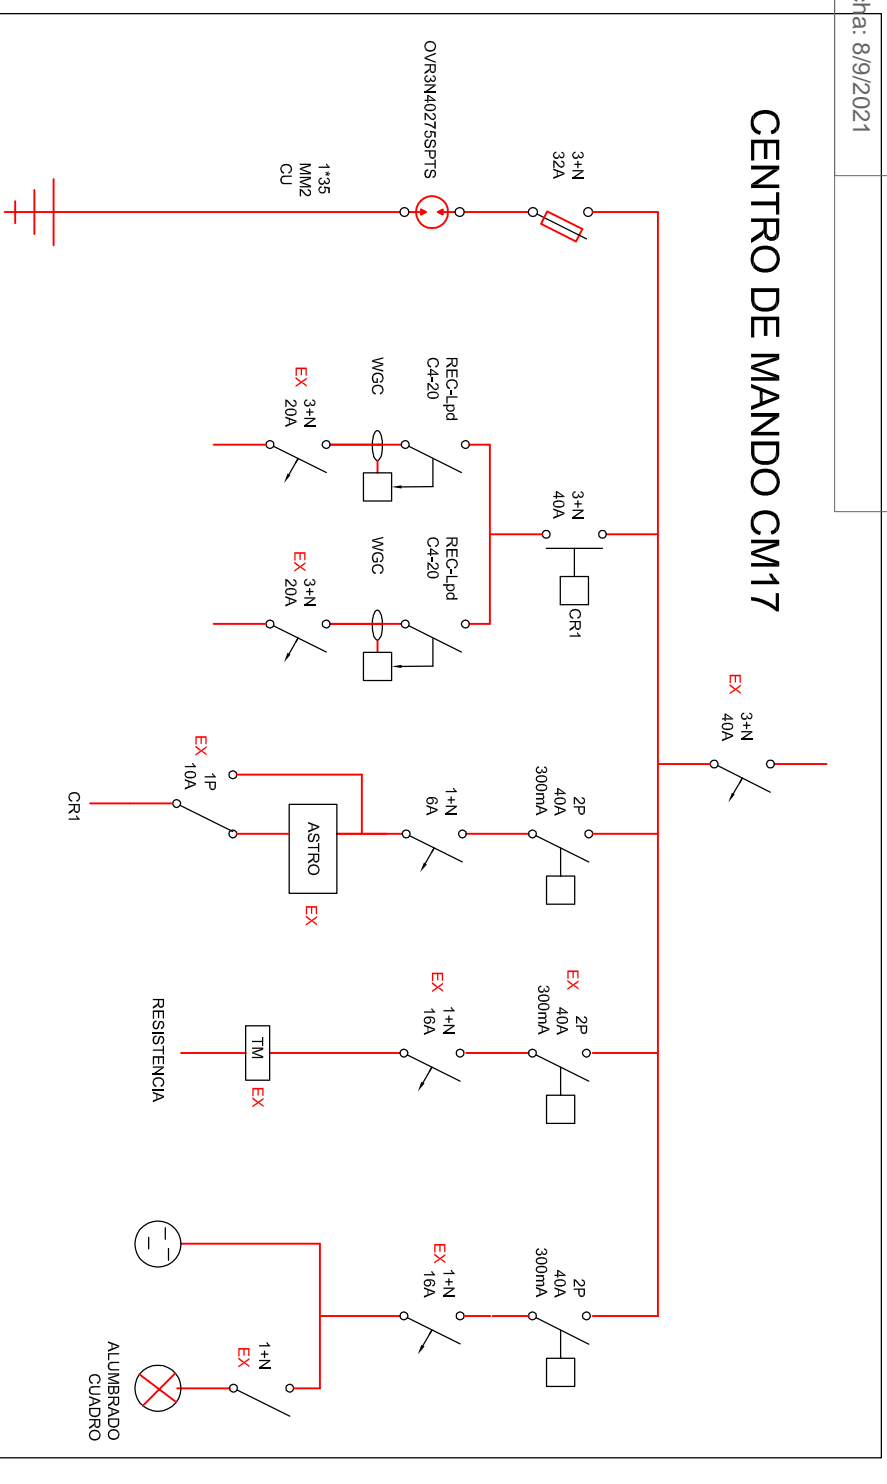 cha: 8/9/2021
CENTRO DE MANDO CM17
EX
3+N
40A
3+N
32A
OVR3N40275SPTS
1*35
MM2
CU
3+N
40A
CR1
REC-Lpd
C4-20
WGC
EX
3+N
20A
REC-Lpd
C4-20
WGC
EX
3+N
20A
2P
40A
300mA
1+N
6A
ASTRO
EX
EX
1P
10A
CR1
EX
2P
40A
300mA
EX
1+N
16A
TM
EX
RESISTENCIA
2P
40A
300mA
EX
1+N
16A
1+N
EX
ALUMBRADO
CUADRO